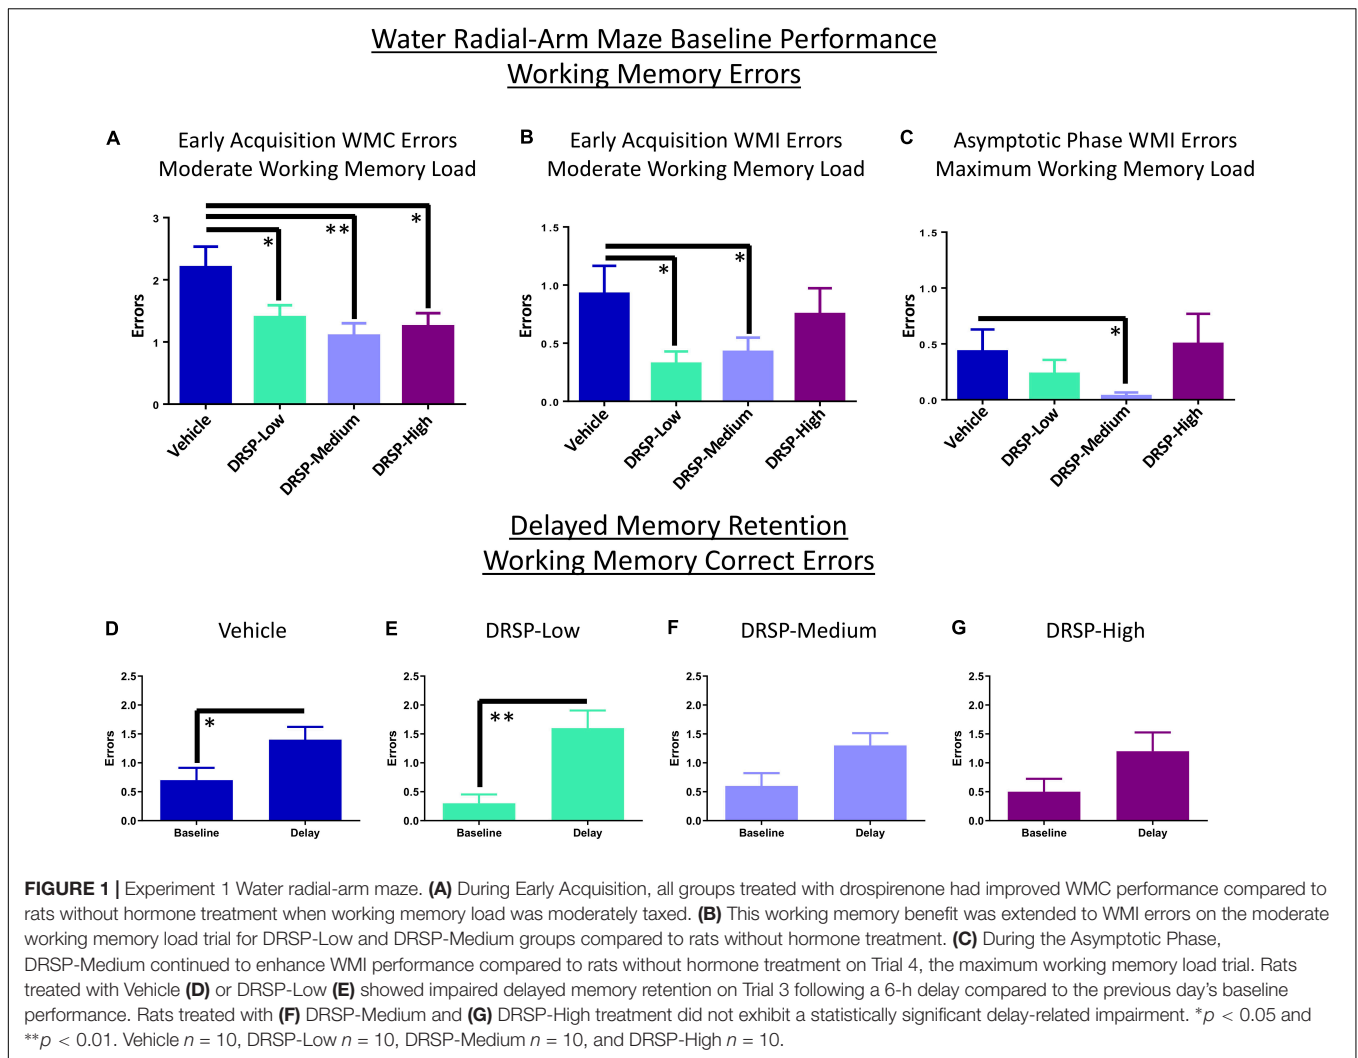 Water Radial-Arm Maze Baseline Performance
Working Memory Errors
A
Early Acquisition WMC Errors
Moderate Working Memory Load
3
2
1
0
Errors
*
**
*
Vehicle
DRSP-Low
DRSP-Medium
DRSP-High
B
Early Acquisition WMI Errors
Moderate Working Memory Load
1.5
1.0
0.5
0.0
Errors
*
*
Vehicle
DRSP-Low
DRSP-Medium
DRSP-High
C
Asymptotic Phase WMI Errors
Maximum Working Memory Load
1.5
1.0
0.5
0.0
Errors
*
Vehicle
DRSP-Low
DRSP-Medium
DRSP-High
Delayed Memory Retention
Working Memory Correct Errors
D
Vehicle
2.5
2.0
1.5
1.0
0.5
0.0
Errors
*
Baseline
Delay
E
DRSP-Low
2.5
2.0
1.5
1.0
0.5
0.0
Errors
**
Baseline
Delay
F
DRSP-Medium
2.5
2.0
1.5
1.0
0.5
0.0
Errors
Baseline
Delay
G
DRSP-High
2.5
2.0
1.5
1.0
0.5
0.0
Errors
Baseline
Delay
FIGURE 1 | Experiment 1 Water radial-arm maze. (A) During Early Acquisition, all groups treated with drospirenone had improved WMC performance compared to
rats without hormone treatment when working memory load was moderately taxed. (B) This working memory benefit was extended to WMI errors on the moderate
working memory load trial for DRSP-Low and DRSP-Medium groups compared to rats without hormone treatment. (C) During the Asymptotic Phase,
DRSP-Medium continued to enhance WMI performance compared to rats without hormone treatment on Trial 4, the maximum working memory load trial. Rats
treated with Vehicle (D) or DRSP-Low (E) showed impaired delayed memory retention on Trial 3 following a 6-h delay compared to the previous day's baseline
performance. Rats treated with (F) DRSP-Medium and (G) DRSP-High treatment did not exhibit a statistically significant delay-related impairment. *p < 0.05 and
**p < 0.01. Vehicle n = 10, DRSP-Low n = 10, DRSP-Medium n = 10, and DRSP-High n = 10.